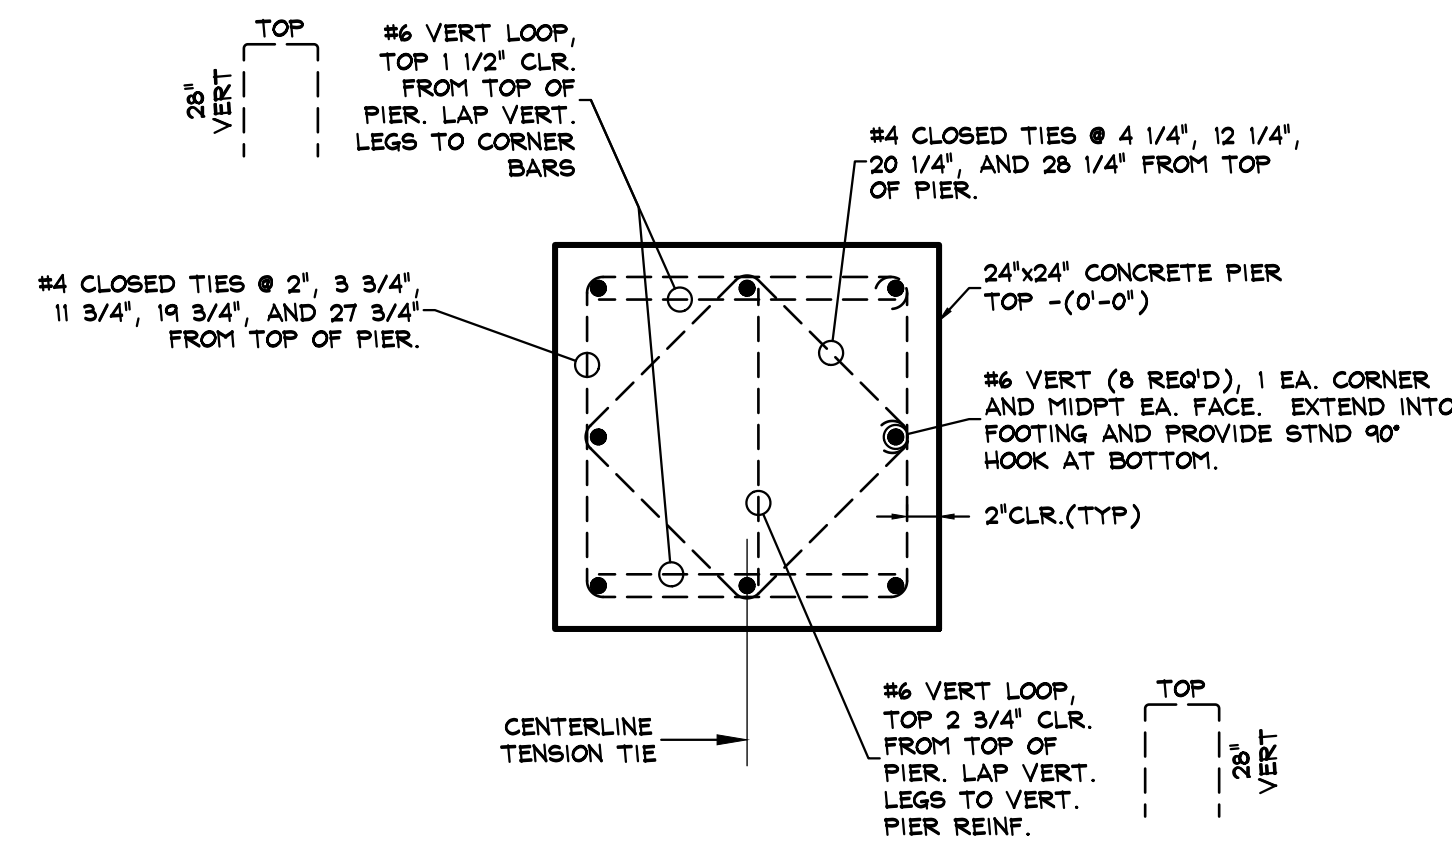 TOP
28"
VERT
#6 VERT LOOP,
TOP 1 1/2" CLR.
FROM TOP OF
PIER. LAP VERT.
LEGS TO CORNER
BARS
#4 CLOSED TIES @ 4 1/4", 12 1/4",
20 1/4", AND 28 1/4" FROM TOP
OF PIER.
#4 CLOSED TIES @ 2", 3 3/4",
11 3/4", 19 3/4", AND 27 3/4"
FROM TOP OF PIER.
24"x24" CONCRETE PIER
TOP -(0'-0")
#6 VERT (8 REQ'D), 1 EA. CORNER
AND MIDPT EA. FACE. EXTEND INTO
FOOTING AND PROVIDE STND 90°
HOOK AT BOTTOM.
2"CLR.(TYP)
CENTERLINE
TENSION TIE
#6 VERT LOOP,
TOP 2 3/4" CLR.
FROM TOP OF
PIER. LAP VERT.
LEGS TO VERT.
PIER REINF.
TOP
28"
VERT